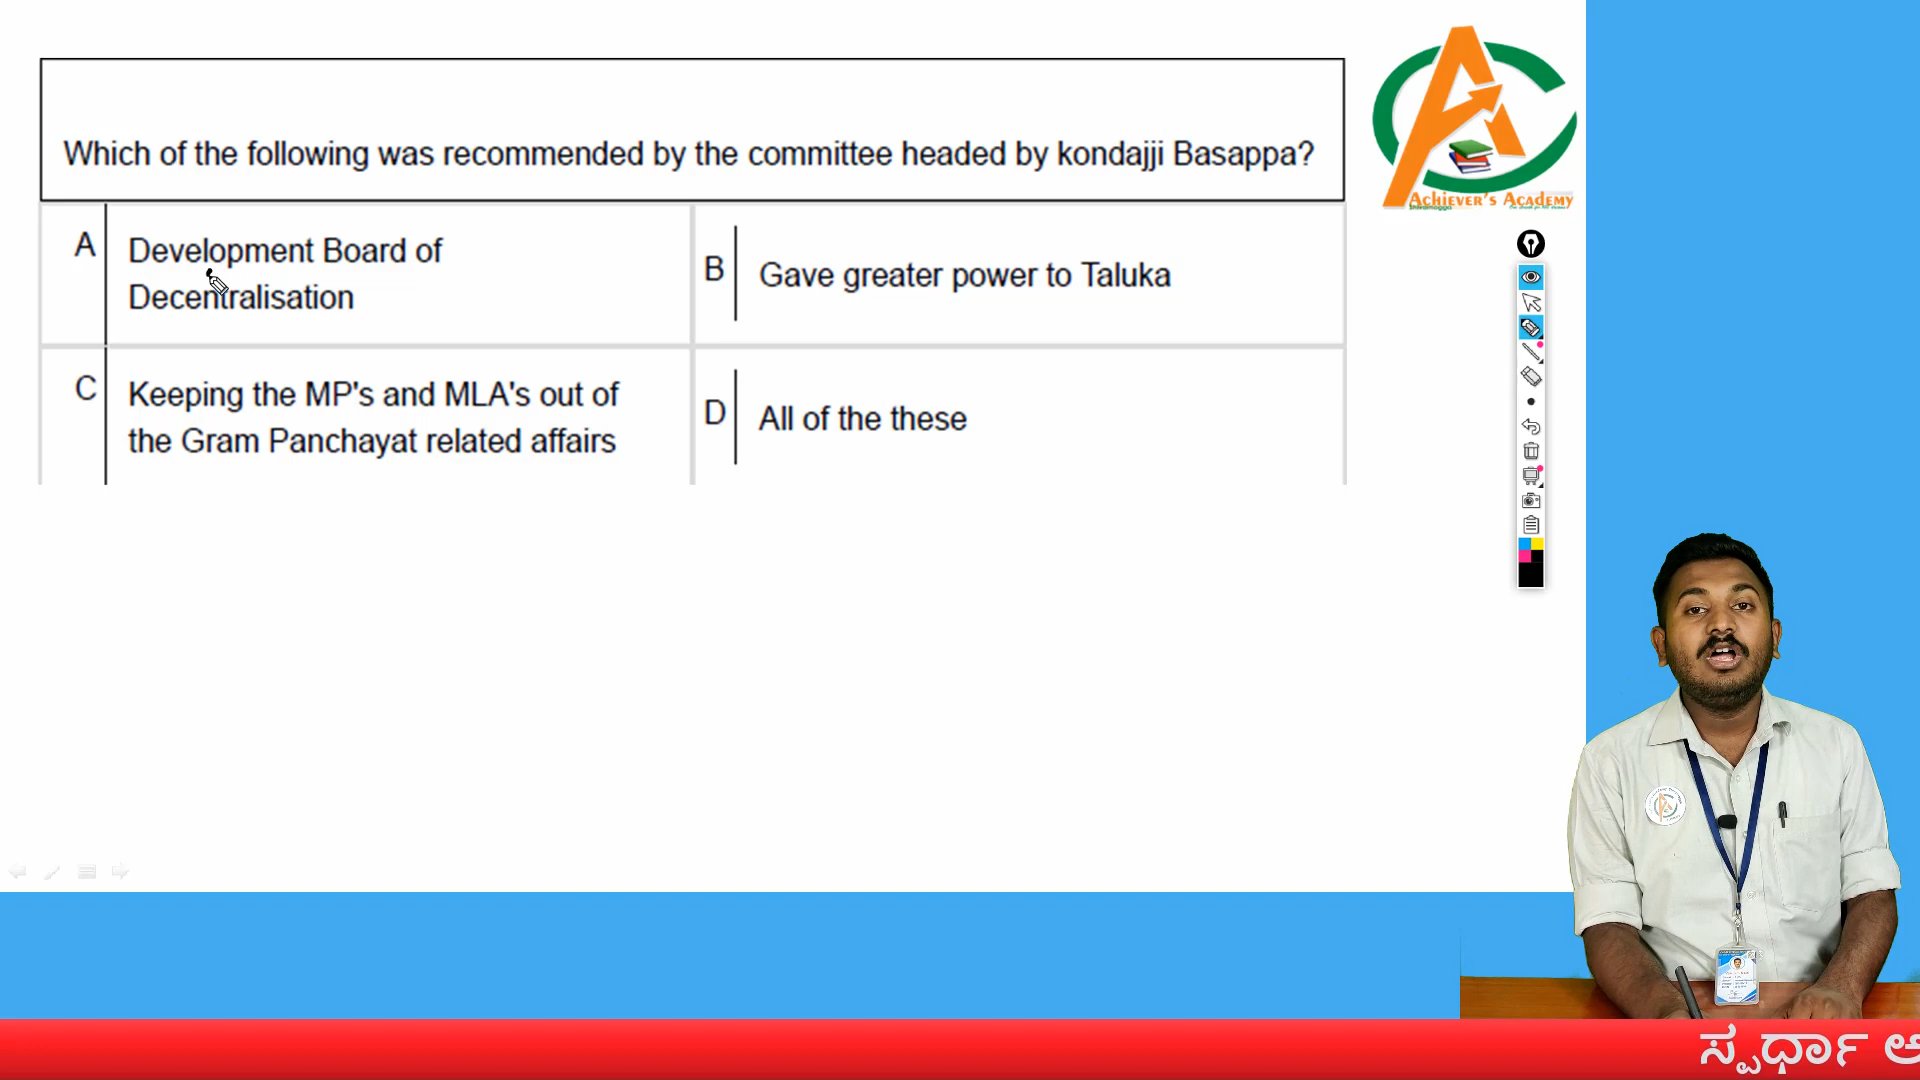 Which of the following was recommended by the committee headed by kondajji Basappa?
A
Development Board of
Decentralisation
B
Gave greater power to Taluka
C
Keeping the MP's and MLA's out of
the Gram Panchayat related affairs
D
All of the these
ACHIEVER'S ACADEMY
Shivamogga
ಸ್ಪರ್ಧಾ